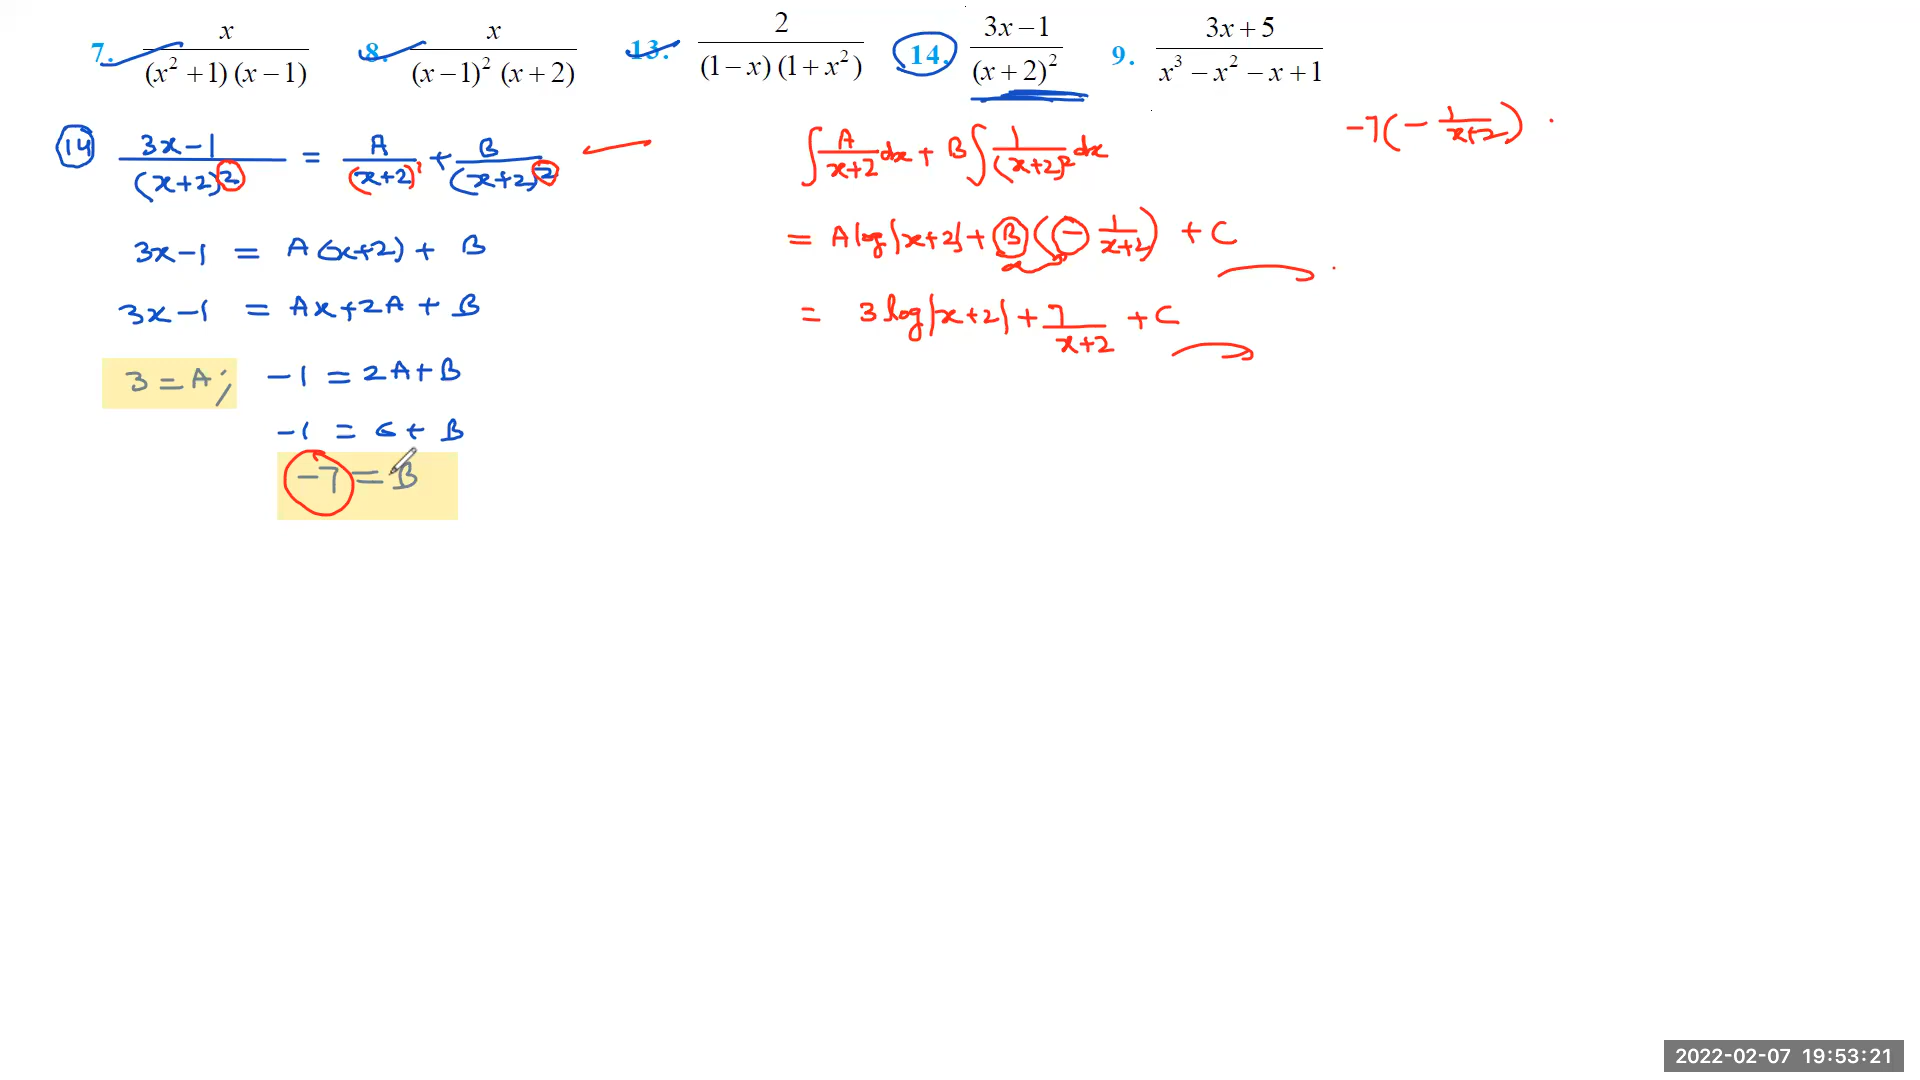 7. x/((x² +1) (x − 1)) 8. x/((x −1)² (x + 2)) 13. 2/((1 − x) (1 + x²)) 14. (3x −1)/(x + 2)² 9. (3x + 5)/(x³ − x² − x + 1)
14 (3x-1)/(x+2)² = A/(x+2)¹ + B/(x+2)²
3x-1 = A(x+2) + B
3x-1 = Ax+2A + B
3 = A; -1 = 2A+B
-1 = 6 + B
-7 = B
∫ A/(x+2) dx + B ∫ 1/(x+2)² dx
= A log|x+2| + B (- 1/(x+2)) + C
= 3 log|x+2| + 7/(x+2) + C
-7(- 1/(x+2))
2022-02-07 19:53:21